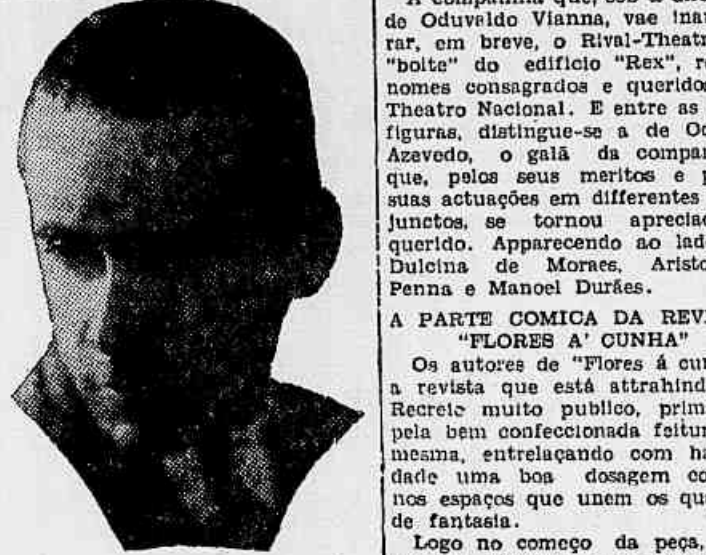 A companhia que, sob a
de Oduvaldo Vianna, vae inau
rar, em breve, o Rival-Theatr
"boite" do edificio "Rex", re
nomes consagrados e queridos
Theatro Nacional. E entre as
figuras, distingue-se a de Od
Azevedo, o galã da compan
que, pelos seus meritos e p
suas actuações em differentes
junctos, se tornou apreciad
querido. Apparecendo ao lad
Dulcina de Moraes, Aristo
Penna e Manoel Durães.
A PARTE COMICA DA REVI
"FLORES A' CUNHA"
Os autores de "Flores á cun
a revista que está attrahind
Recreio muito publico, prim
pela bem confeccionada feitur
mesma, entrelaçando com ha
dade uma boa dosagem co
nos espaços que unem os qu
de fantasia.
Logo no começo da peça,